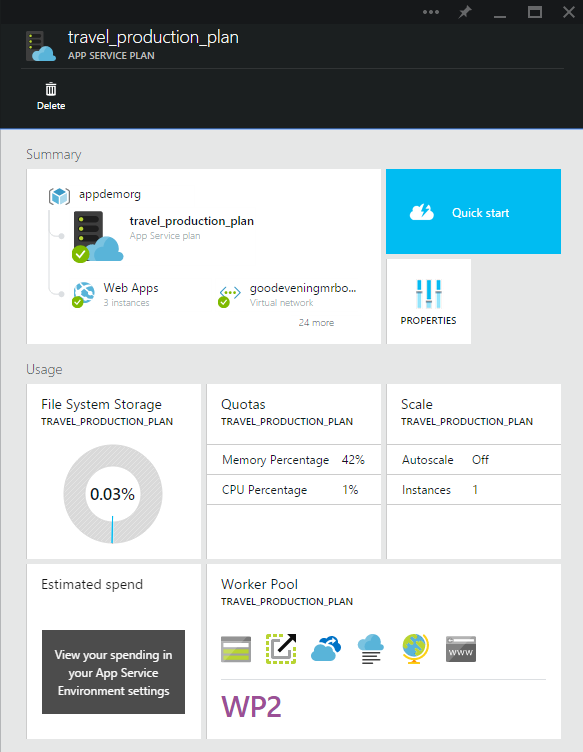 travel_production_plan
APP SERVICE PLAN
Delete
Summary
appdemorg
travel_production_plan
App Service plan
Web Apps
3 instances
goodeveningmrbo...
Virtual network
24 more
Quick start
PROPERTIES
Usage
File System Storage
TRAVEL_PRODUCTION_PLAN
0.03%
Quotas
TRAVEL_PRODUCTION_PLAN
Memory Percentage 42%
CPU Percentage 1%
Scale
TRAVEL_PRODUCTION_PLAN
Autoscale Off
Instances 1
Estimated spend
View your spending in
your App Service
Environment settings
Worker Pool
TRAVEL_PRODUCTION_PLAN
www
WP2